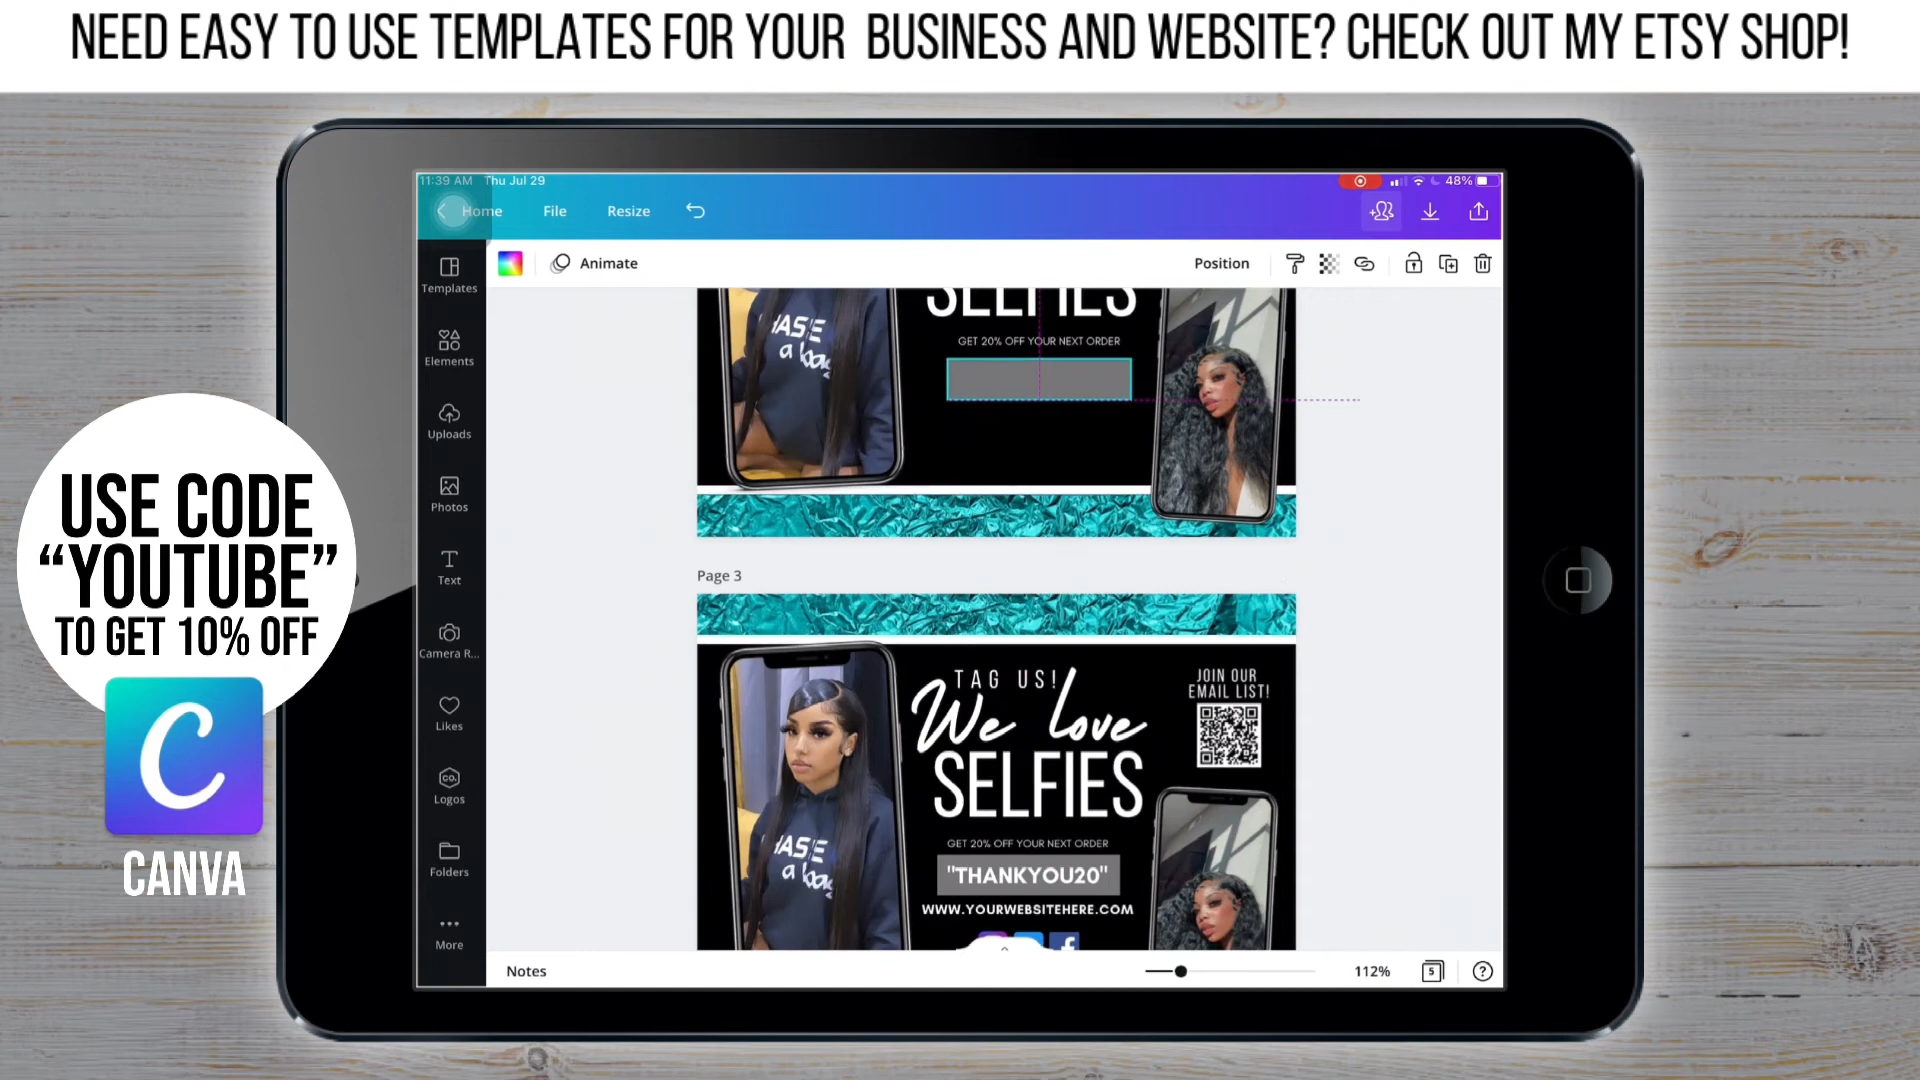 NEED EASY TO USE TEMPLATES FOR YOUR BUSINESS AND WEBSITE? CHECK OUT MY ETSY SHOP!
11:39 AM Thu Jul 29
48%
Home File Resize
Animate
Position
Templates
Elements
Uploads
Photos
Text
Camera R...
Likes
Logos
CO.
Folders
More
SELFIES
GET 20% OFF YOUR NEXT ORDER
Page 3
TAG US!
We love
SELFIES
JOIN OUR
EMAIL LIST!
GET 20% OFF YOUR NEXT ORDER
"THANKYOU20"
WWW.YOURWEBSITEHERE.COM
Notes
112%
5
?
USE CODE
“YOUTUBE”
TO GET 10% OFF
C
CANVA